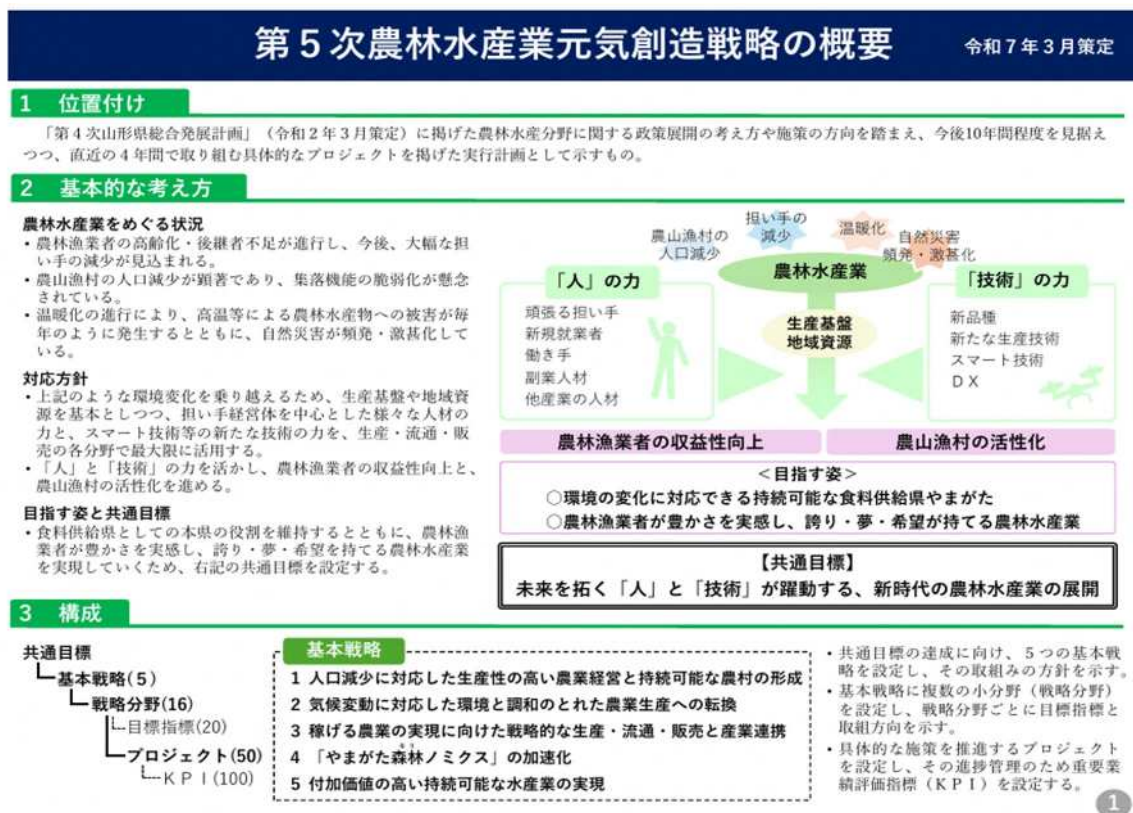 第５次農林水産業元気創造戦略の概要
令和７年３月策定
1 位置付け
「第４次山形県総合発展計画」（令和２年３月策定）に掲げた農林水産分野に関する政策展開の考え方や施策の方向を踏まえ、今後10年間程度を見据え
つつ、直近の４年間で取り組む具体的なプロジェクトを掲げた実行計画として示すもの。
2 基本的な考え方
農林水産業をめぐる状況
・農林漁業者の高齢化・後継者不足が進行し、今後、大幅な担
い手の減少が見込まれる。
・農山漁村の人口減少が顕著であり、集落機能の脆弱化が懸念
されている。
・温暖化の進行により、高温等による農林水産物への被害が毎
年のように発生するとともに、自然災害が頻発・激甚化して
いる。
対応方針
・上記のような環境変化を乗り越えるため、生産基盤や地域資
源を基本としつつ、担い手経営体を中心とした様々な人材の
力と、スマート技術等の新たな技術の力を、生産・流通・販
売の各分野で最大限に活用する。
・「人」と「技術」の力を活かし、農林漁業者の収益性向上と、
農山漁村の活性化を進める。
目指す姿と共通目標
・食料供給県としての本県の役割を維持するとともに、農林漁
業者が豊かさを実感し、誇り・夢・希望を持てる農林水産業
を実現していくため、右記の共通目標を設定する。
農山漁村の
人口減少
担い手の
減少
温暖化
自然災害
頻発・激甚化
農林水産業
「人」の力
頑張る担い手
新規就業者
働き手
副業人材
他産業の人材
生産基盤
地域資源
「技術」の力
新品種
新たな生産技術
スマート技術
ＤＸ
農林漁業者の収益性向上
農山漁村の活性化
＜目指す姿＞
○環境の変化に対応できる持続可能な食料供給県やまがた
○農林漁業者が豊かさを実感し、誇り・夢・希望が持てる農林水産業
【共通目標】
未来を拓く「人」と「技術」が躍動する、新時代の農林水産業の展開
3 構成
共通目標
基本戦略(5)
戦略分野(16)
目標指標(20)
プロジェクト(50)
ＫＰＩ(100)
基本戦略
1 人口減少に対応した生産性の高い農業経営と持続可能な農村の形成
2 気候変動に対応した環境と調和のとれた農業生産への転換
3 稼げる農業の実現に向けた戦略的な生産・流通・販売と産業連携
4 「やまがた森林ノミクス」の加速化
5 付加価値の高い持続可能な水産業の実現
・共通目標の達成に向け、５つの基本戦
略を設定し、その取組みの方針を示す。
・基本戦略に複数の小分野（戦略分野）
を設定し、戦略分野ごとに目標指標と
取組方向を示す。
・具体的な施策を推進するプロジェクト
を設定し、その進捗管理のため重要業
績評価指標（ＫＰＩ）を設定する。
1